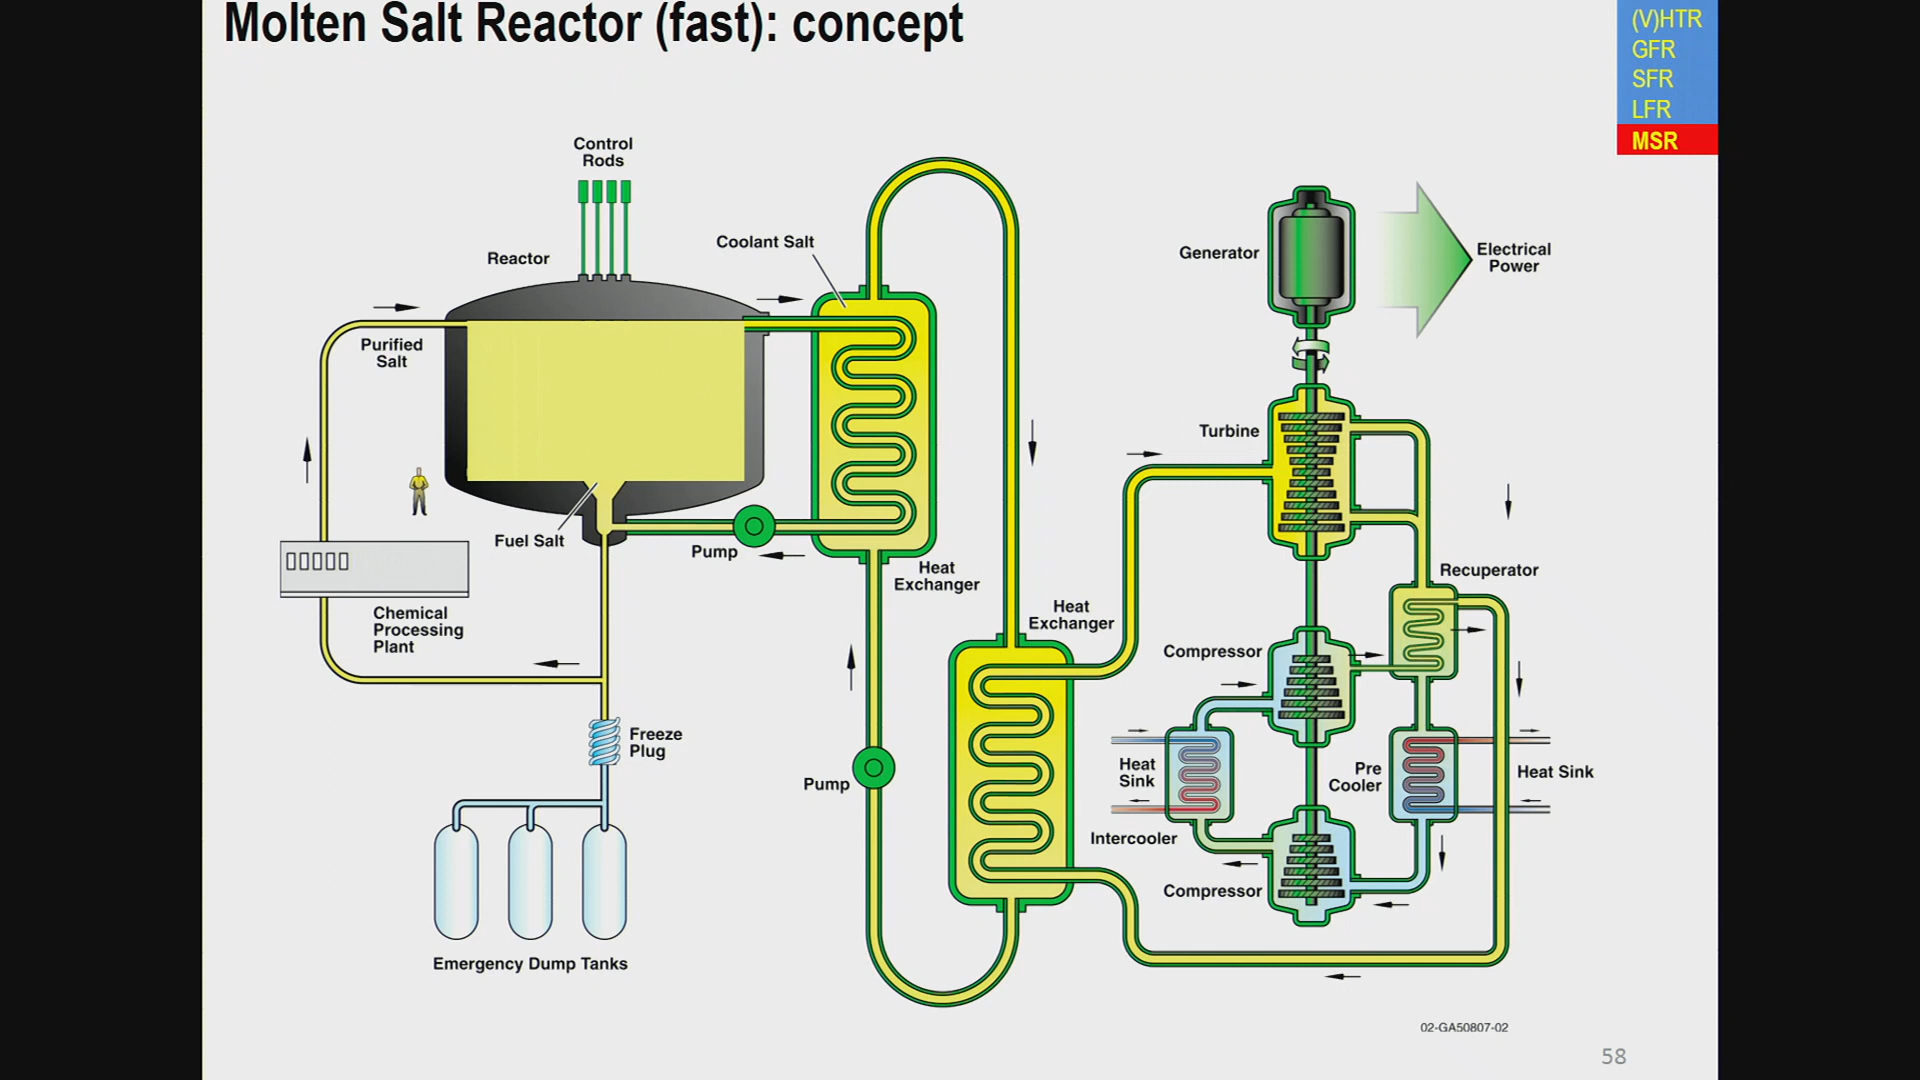 Molten Salt Reactor (fast): concept
(V)HTR
GFR
SFR
LFR
MSR
Control
Rods
Reactor
Coolant Salt
Generator
Electrical
Power
Purified
Salt
Turbine
Fuel Salt
Pump
Heat
Exchanger
Recuperator
Chemical
Processing
Plant
Heat
Exchanger
Compressor
Freeze
Plug
Pump
Heat
Sink
Pre
Cooler
Heat Sink
Intercooler
Compressor
Emergency Dump Tanks
02-GA50807-02
58